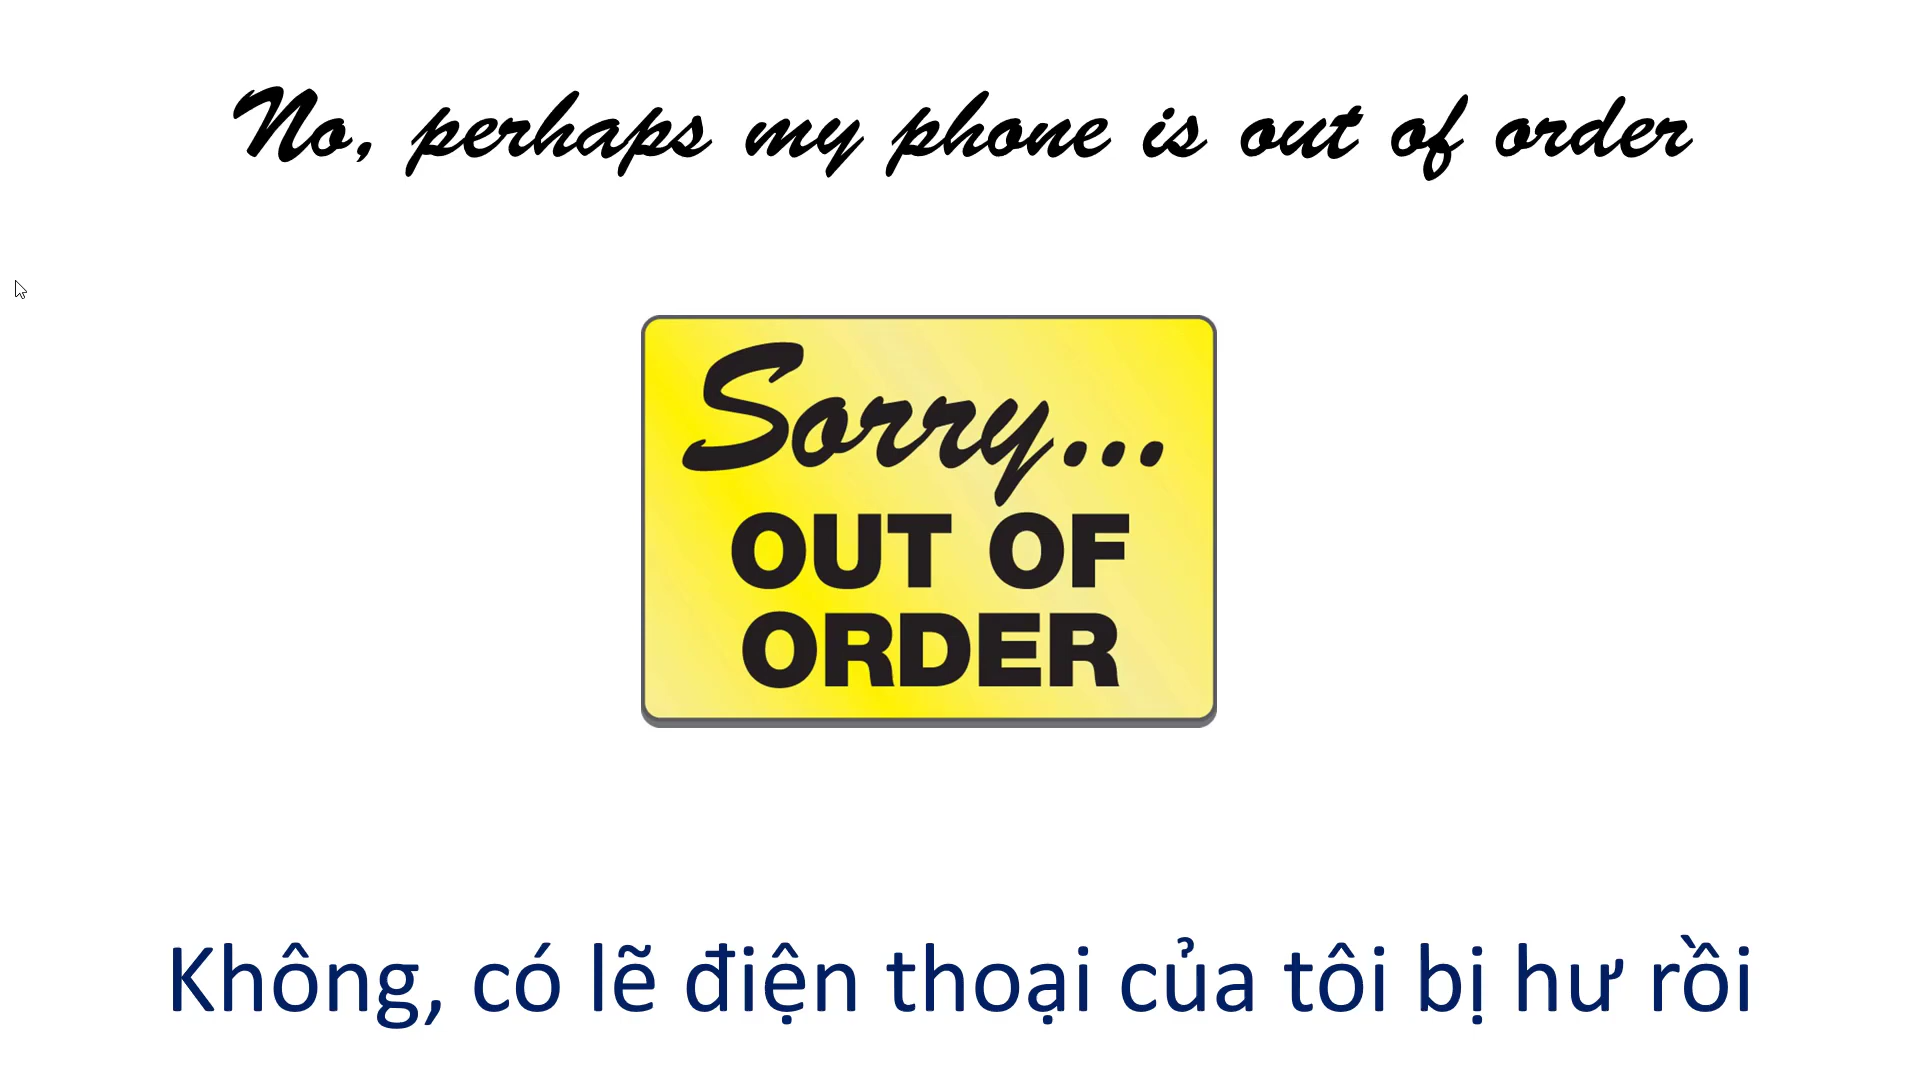 No, perhaps my phone is out of order
Sorry...
OUT OF
ORDER
Không, có lẽ điện thoại của tôi bị hư rồi